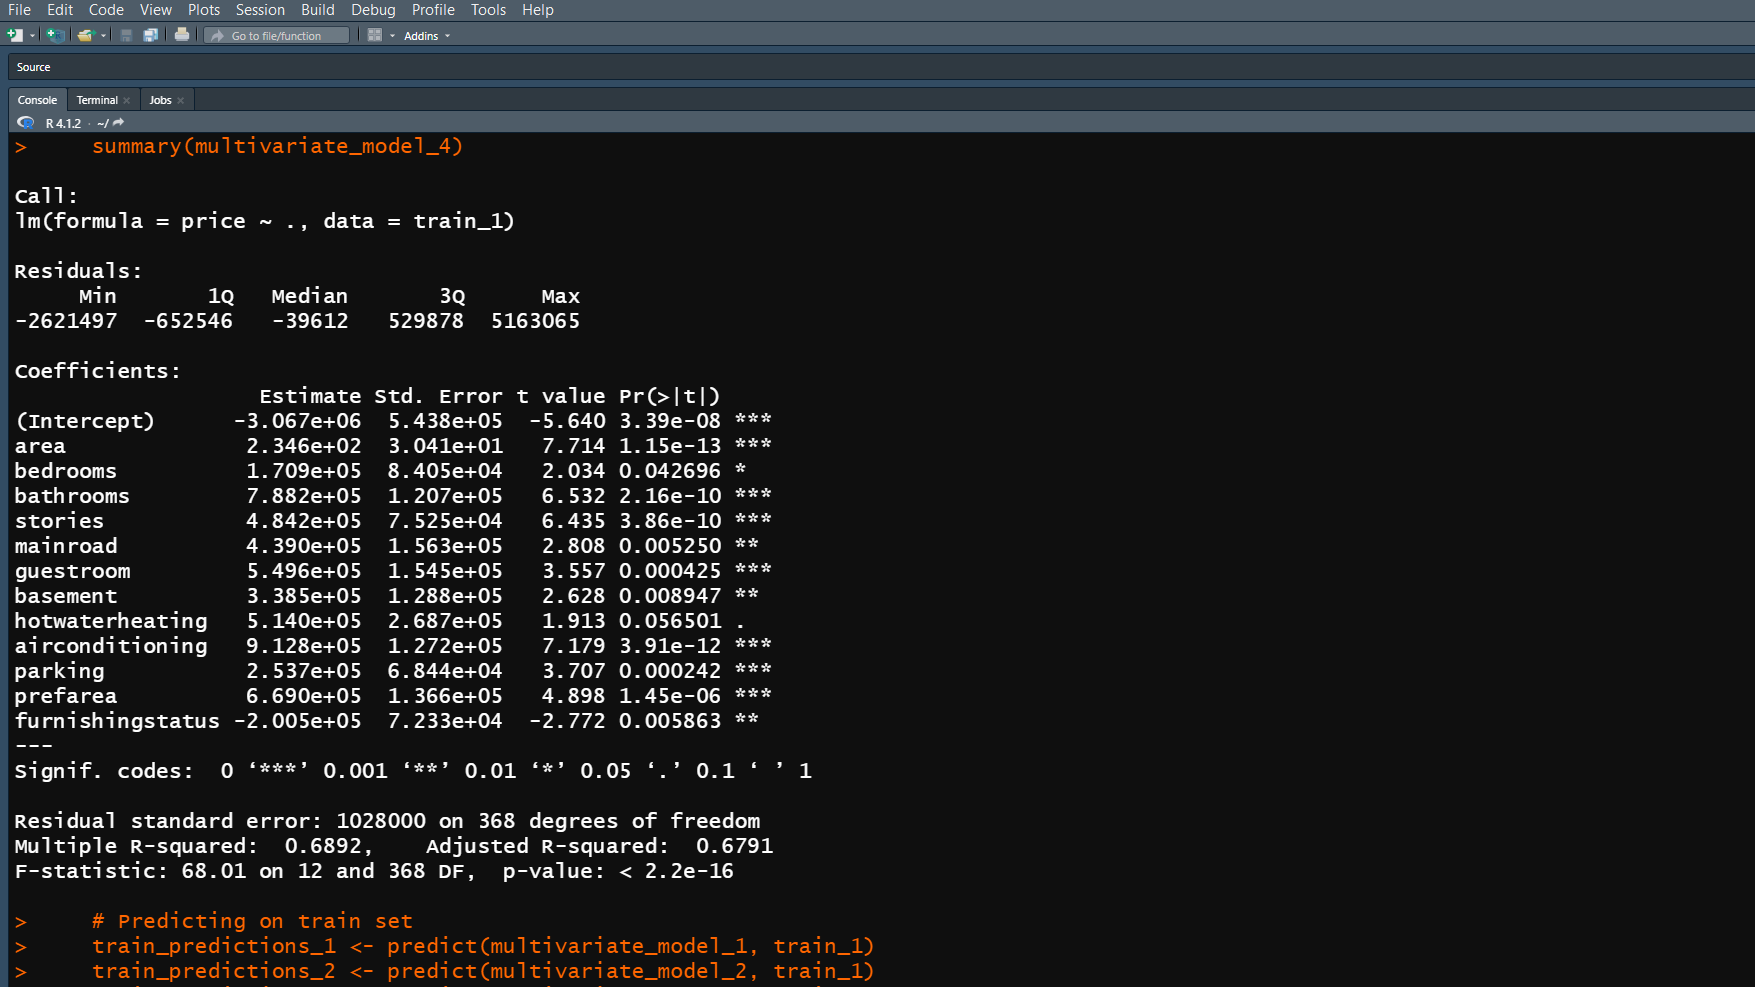 File Edit Code View Plots Session Build Debug Profile Tools Help
Go to file/function Addins
Source
Console Terminal Jobs
R 4.1.2 · ~/
> summary(multivariate_model_4)
Call:
lm(formula = price ~ ., data = train_1)
Residuals:
Min 1Q Median 3Q Max
-2621497 -652546 -39612 529878 5163065
Coefficients:
Estimate Std. Error t value Pr(>|t|)
(Intercept) -3.067e+06 5.438e+05 -5.640 3.39e-08 ***
area 2.346e+02 3.041e+01 7.714 1.15e-13 ***
bedrooms 1.709e+05 8.405e+04 2.034 0.042696 *
bathrooms 7.882e+05 1.207e+05 6.532 2.16e-10 ***
stories 4.842e+05 7.525e+04 6.435 3.86e-10 ***
mainroad 4.390e+05 1.563e+05 2.808 0.005250 **
guestroom 5.496e+05 1.545e+05 3.557 0.000425 ***
basement 3.385e+05 1.288e+05 2.628 0.008947 **
hotwaterheating 5.140e+05 2.687e+05 1.913 0.056501 .
airconditioning 9.128e+05 1.272e+05 7.179 3.91e-12 ***
parking 2.537e+05 6.844e+04 3.707 0.000242 ***
prefarea 6.690e+05 1.366e+05 4.898 1.45e-06 ***
furnishingstatus -2.005e+05 7.233e+04 -2.772 0.005863 **
---
Signif. codes: 0 ‘***’ 0.001 ‘**’ 0.01 ‘*’ 0.05 ‘.’ 0.1 ‘ ’ 1
Residual standard error: 1028000 on 368 degrees of freedom
Multiple R-squared: 0.6892, Adjusted R-squared: 0.6791
F-statistic: 68.01 on 12 and 368 DF, p-value: < 2.2e-16
> # Predicting on train set
> train_predictions_1 <- predict(multivariate_model_1, train_1)
> train_predictions_2 <- predict(multivariate_model_2, train_1)